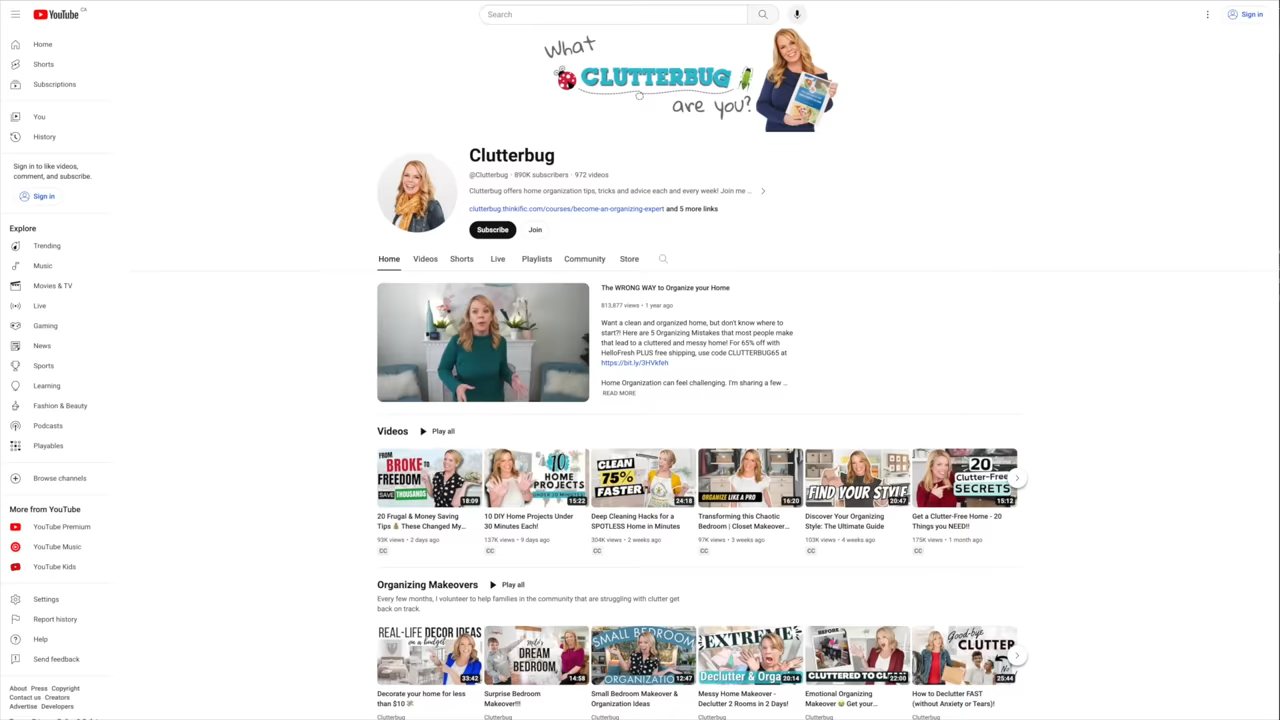 YouTube CA
Search
Sign in
Home
Shorts
Subscriptions
You
History
Sign in to like videos,
comment, and subscribe.
Sign in
Explore
Trending
Music
Movies & TV
Live
Gaming
News
Sports
Learning
Fashion & Beauty
Podcasts
Playables
Browse channels
More from YouTube
YouTube Premium
YouTube Music
YouTube Kids
Settings
Report history
Help
Send feedback
About Press Copyright
Contact us Creators
Advertise Developers
What
CLUTTERBUG
are you?
Clutterbug
@Clutterbug · 890K subscribers · 972 videos
Clutterbug offers home organization tips, tricks and advice each and every week! Join me ...
clutterbug.thinkific.com/courses/become-an-organizing-expert and 5 more links
Subscribe Join
Home Videos Shorts Live Playlists Community Store
The WRONG WAY to Organize your Home
813,877 views • 1 year ago
Want a clean and organized home, but don't know where to
start?! Here are 5 Organizing Mistakes that most people make
that lead to a cluttered and messy home! For 65% off with
HelloFresh PLUS free shipping, use code CLUTTERBUG65 at
https://bit.ly/3HVkfeh
Home Organization can feel challenging. I'm sharing a few ...
READ MORE
Videos Play all
FROM
BROKE TO
FREEDOM
SAVE THOUSANDS
18:09
20 Frugal & Money Saving
Tips 💰 These Changed My...
93K views • 2 days ago
CC
10
HOME
PROJECTS
UNDER 30 MINUTES
15:22
10 DIY Home Projects Under
30 Minutes Each!
137K views • 9 days ago
CC
CLEAN
75%
FASTER
24:18
Deep Cleaning Hacks for a
SPOTLESS Home in Minutes
304K views • 2 weeks ago
CC
ORGANIZE LIKE A PRO
16:20
Transforming this Chaotic
Bedroom | Closet Makeover...
97K views • 3 weeks ago
CC
FIND YOUR STYLE
20:47
Discover Your Organizing
Style: The Ultimate Guide
103K views • 4 weeks ago
CC
20
Clutter-Free
SECRETS
15:12
Get a Clutter-Free Home - 20
Things you NEED!!
175K views • 1 month ago
CC
Organizing Makeovers Play all
Every few months, I volunteer to help families in the community that are struggling with clutter get
back on track.
REAL-LIFE DECOR IDEAS
on a budget
33:42
Decorate your home for less
than $10 💸
Clutterbug
DREAM
BEDROOM
14:58
Surprise Bedroom
Makeover!!!
Clutterbug
SMALL BEDROOM
ORGANIZATION
12:47
Small Bedroom Makeover &
Organization Ideas
Clutterbug
EXTREME
Declutter & Orga
20:14
Messy Home Makeover -
Declutter 2 Rooms in 2 Days!
Clutterbug
BEFORE
CLUTTERED TO
22:00
Emotional Organizing
Makeover 😭 Get your...
Clutterbug
Good-bye
CLUTTER
25:44
How to Declutter FAST
(without Anxiety or Tears)!
Clutterbug